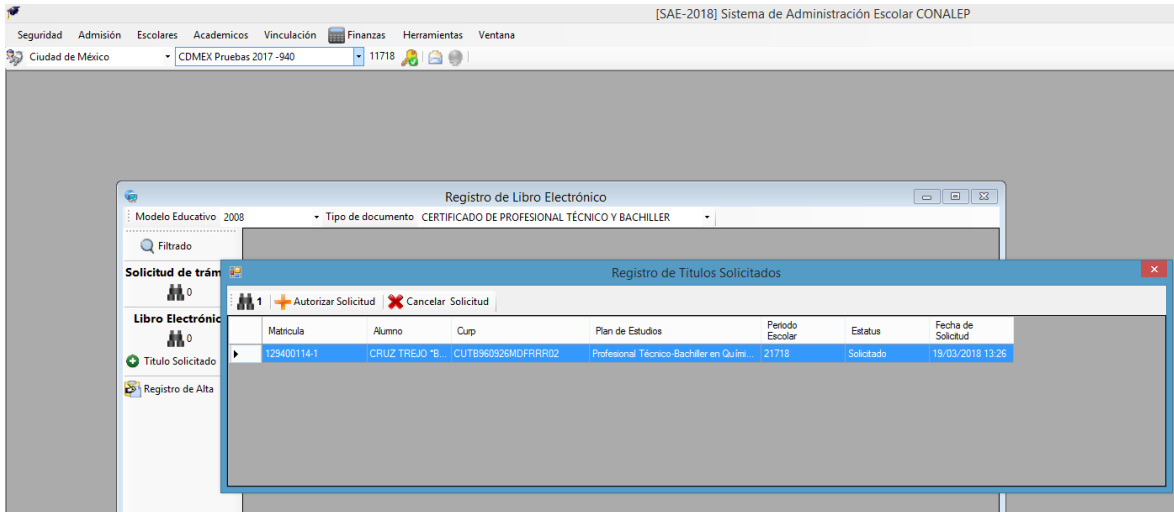 [SAE-2018] Sistema de Administración Escolar CONALEP
Seguridad Admisión Escolares Academicos Vinculación Finanzas Herramientas Ventana
Ciudad de México CDMEX Pruebas 2017 -940 11718
Registro de Libro Electrónico
Modelo Educativo 2008 Tipo de documento CERTIFICADO DE PROFESIONAL TÉCNICO Y BACHILLER
Filtrado
Solicitud de trám
0
Libro Electrónic
0
Titulo Solicitado
Registro de Alta
Registro de Titulos Solicitados
1 Autorizar Solicitud Cancelar Solicitud
Matricula Alumno Curp Plan de Estudios Periodo Escolar Estatus Fecha de Solicitud
129400114-1 CRUZ TREJO "B... CUTB960926MDFRRR02 Profesional Técnico-Bachiller en Quími... 21718 Solicitado 19/03/2018 13:26